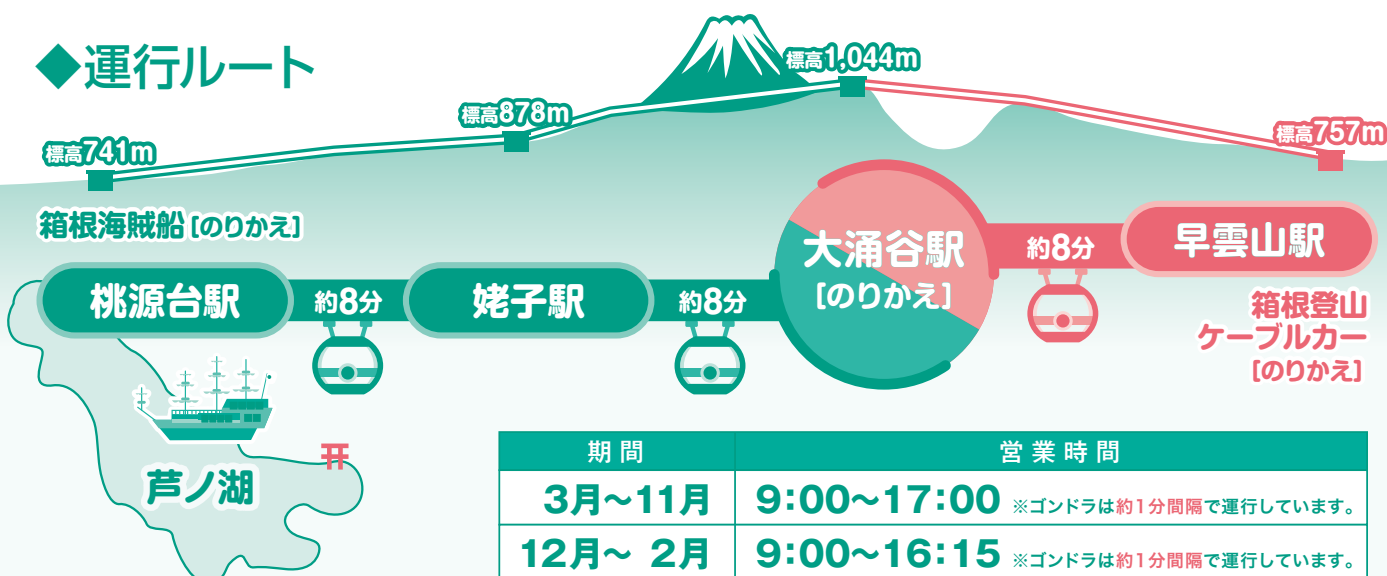 ◆運行ルート
標高741m
標高878m
標高1,044m
標高757m
箱根海賊船[のりかえ]
桃源台駅
約8分
姥子駅
約8分
大涌谷駅
[のりかえ]
約8分
早雲山駅
箱根登山
ケーブルカー
[のりかえ]
芦ノ湖
期間 営業時間
3月〜11月 9:00〜17:00 ※ゴンドラは約1分間隔で運行しています。
12月〜 2月 9:00〜16:15 ※ゴンドラは約1分間隔で運行しています。